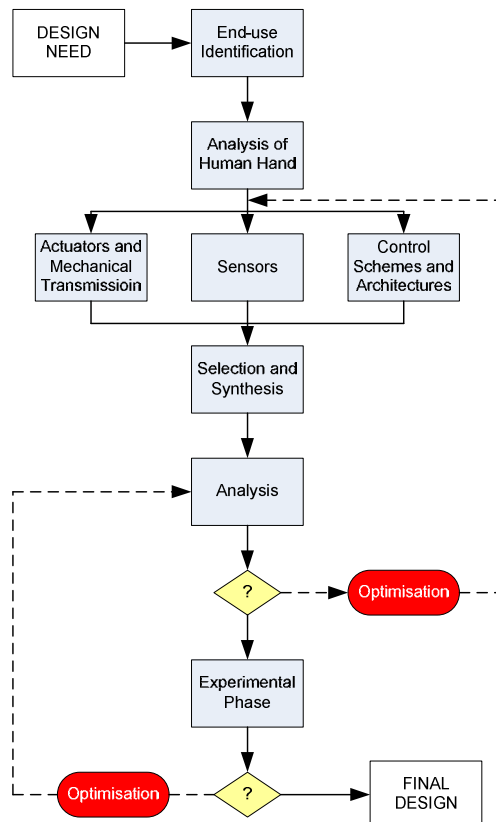 DESIGN
NEED
End-use
Identification
Analysis of
Human Hand
Actuators and
Mechanical
Transmissioin
Sensors
Control
Schemes and
Architectures
Selection and
Synthesis
Analysis
?
Optimisation
Experimental
Phase
Optimisation
?
FINAL
DESIGN